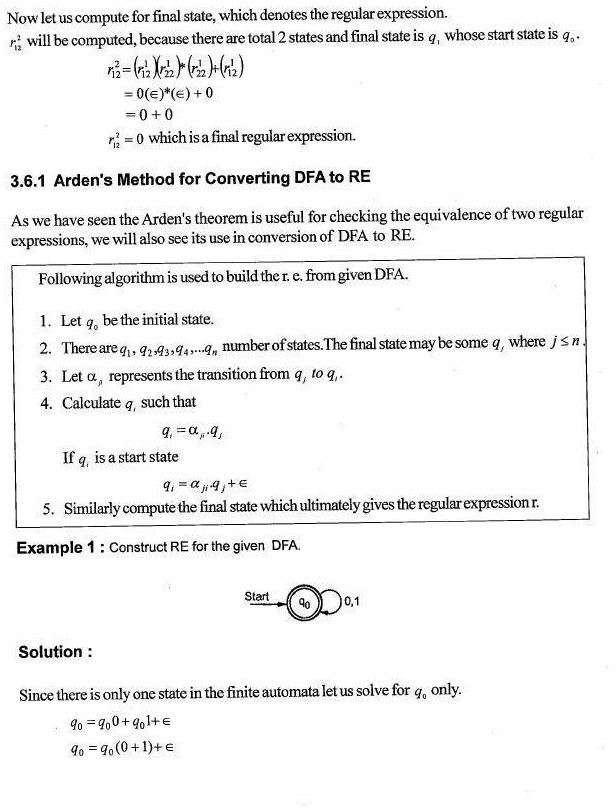 Now let us compute for final state, which denotes the regular expression.
r²₁₂ will be computed, because there are total 2 states and final state is q₁ whose start state is q₀.
r²₁₂ = (r¹₁₂)(r¹₂₂)*(r¹₂₂)+(r¹₁₂)
= 0(∈)*(∈) + 0
= 0 + 0
r²₁₂ = 0 which is a final regular expression.
3.6.1 Arden's Method for Converting DFA to RE
As we have seen the Arden's theorem is useful for checking the equivalence of two regular
expressions, we will also see its use in conversion of DFA to RE.
Following algorithm is used to build the r. e. from given DFA.
1. Let q₀ be the initial state.
2. There are q₁, q₂,q₃,q₄,...qₙ number of states.The final state may be some qⱼ where j ≤ n.
3. Let αⱼᵢ represents the transition from qⱼ to qᵢ.
4. Calculate qᵢ such that
qᵢ = αⱼᵢ.qⱼ
If qᵢ is a start state
qᵢ = αⱼᵢ.qⱼ + ∈
5. Similarly compute the final state which ultimately gives the regular expression r.
Example 1 : Construct RE for the given DFA.
Start q₀ 0,1
Solution :
Since there is only one state in the finite automata let us solve for q₀ only.
q₀ = q₀0 + q₀1+ ∈
q₀ = q₀(0 + 1)+ ∈